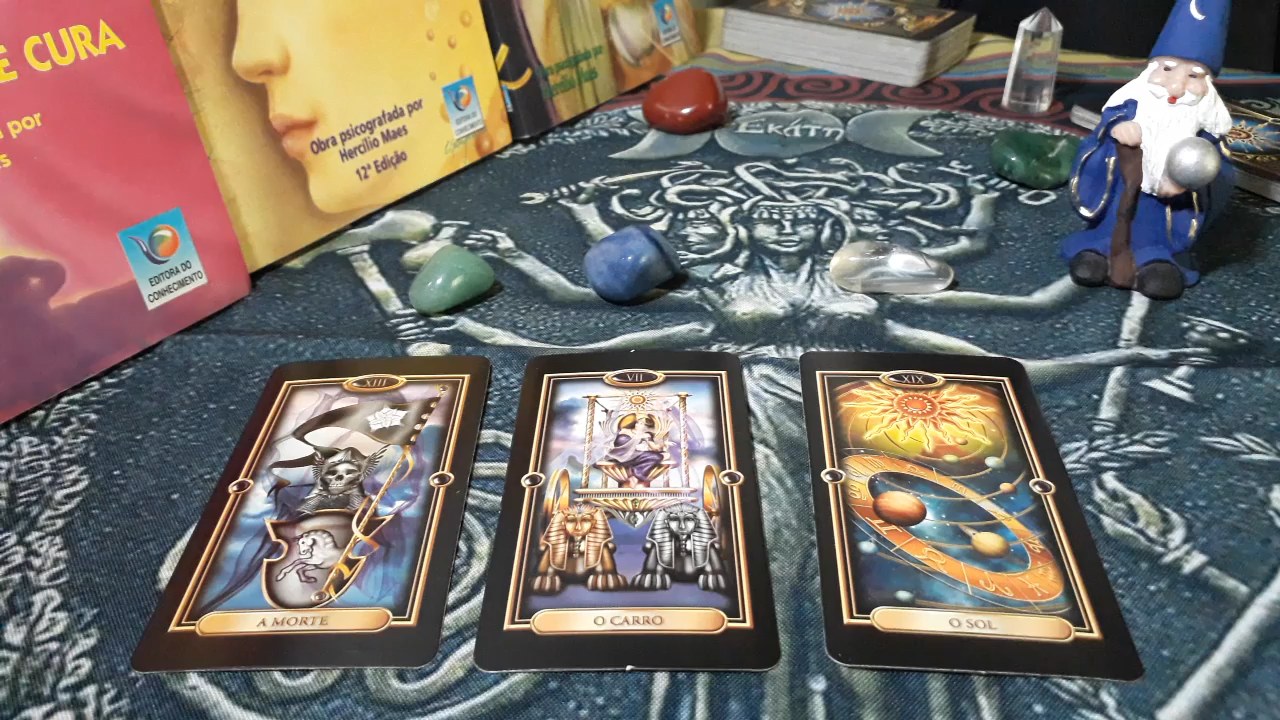 E CURA
por
Obra psicografada por
Hercílio Maes
12ª Edição
EDITORA DO
CONHECIMENTO
Εκάτη
XIII
A MORTE
VII
O CARRO
XIX
O SOL